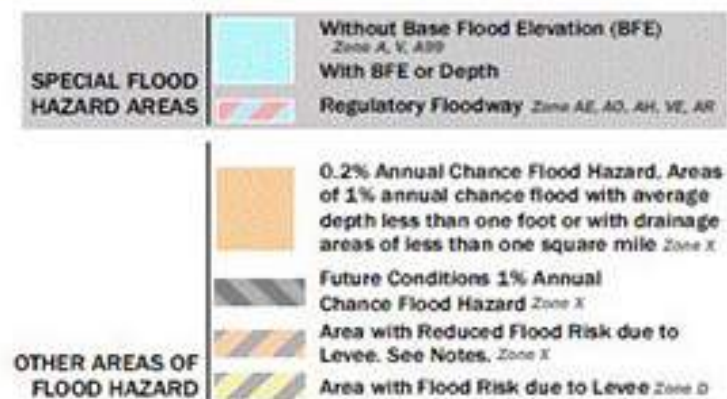 SPECIAL FLOOD
HAZARD AREAS
Without Base Flood Elevation (BFE)
Zone A, V, A99
With BFE or Depth
Regulatory Floodway Zone AE, AO, AH, VE, AR
OTHER AREAS OF
FLOOD HAZARD
0.2% Annual Chance Flood Hazard, Areas
of 1% annual chance flood with average
depth less than one foot or with drainage
areas of less than one square mile Zone X
Future Conditions 1% Annual
Chance Flood Hazard Zone X
Area with Reduced Flood Risk due to
Levee. See Notes. Zone X
Area with Flood Risk due to Levee Zone D